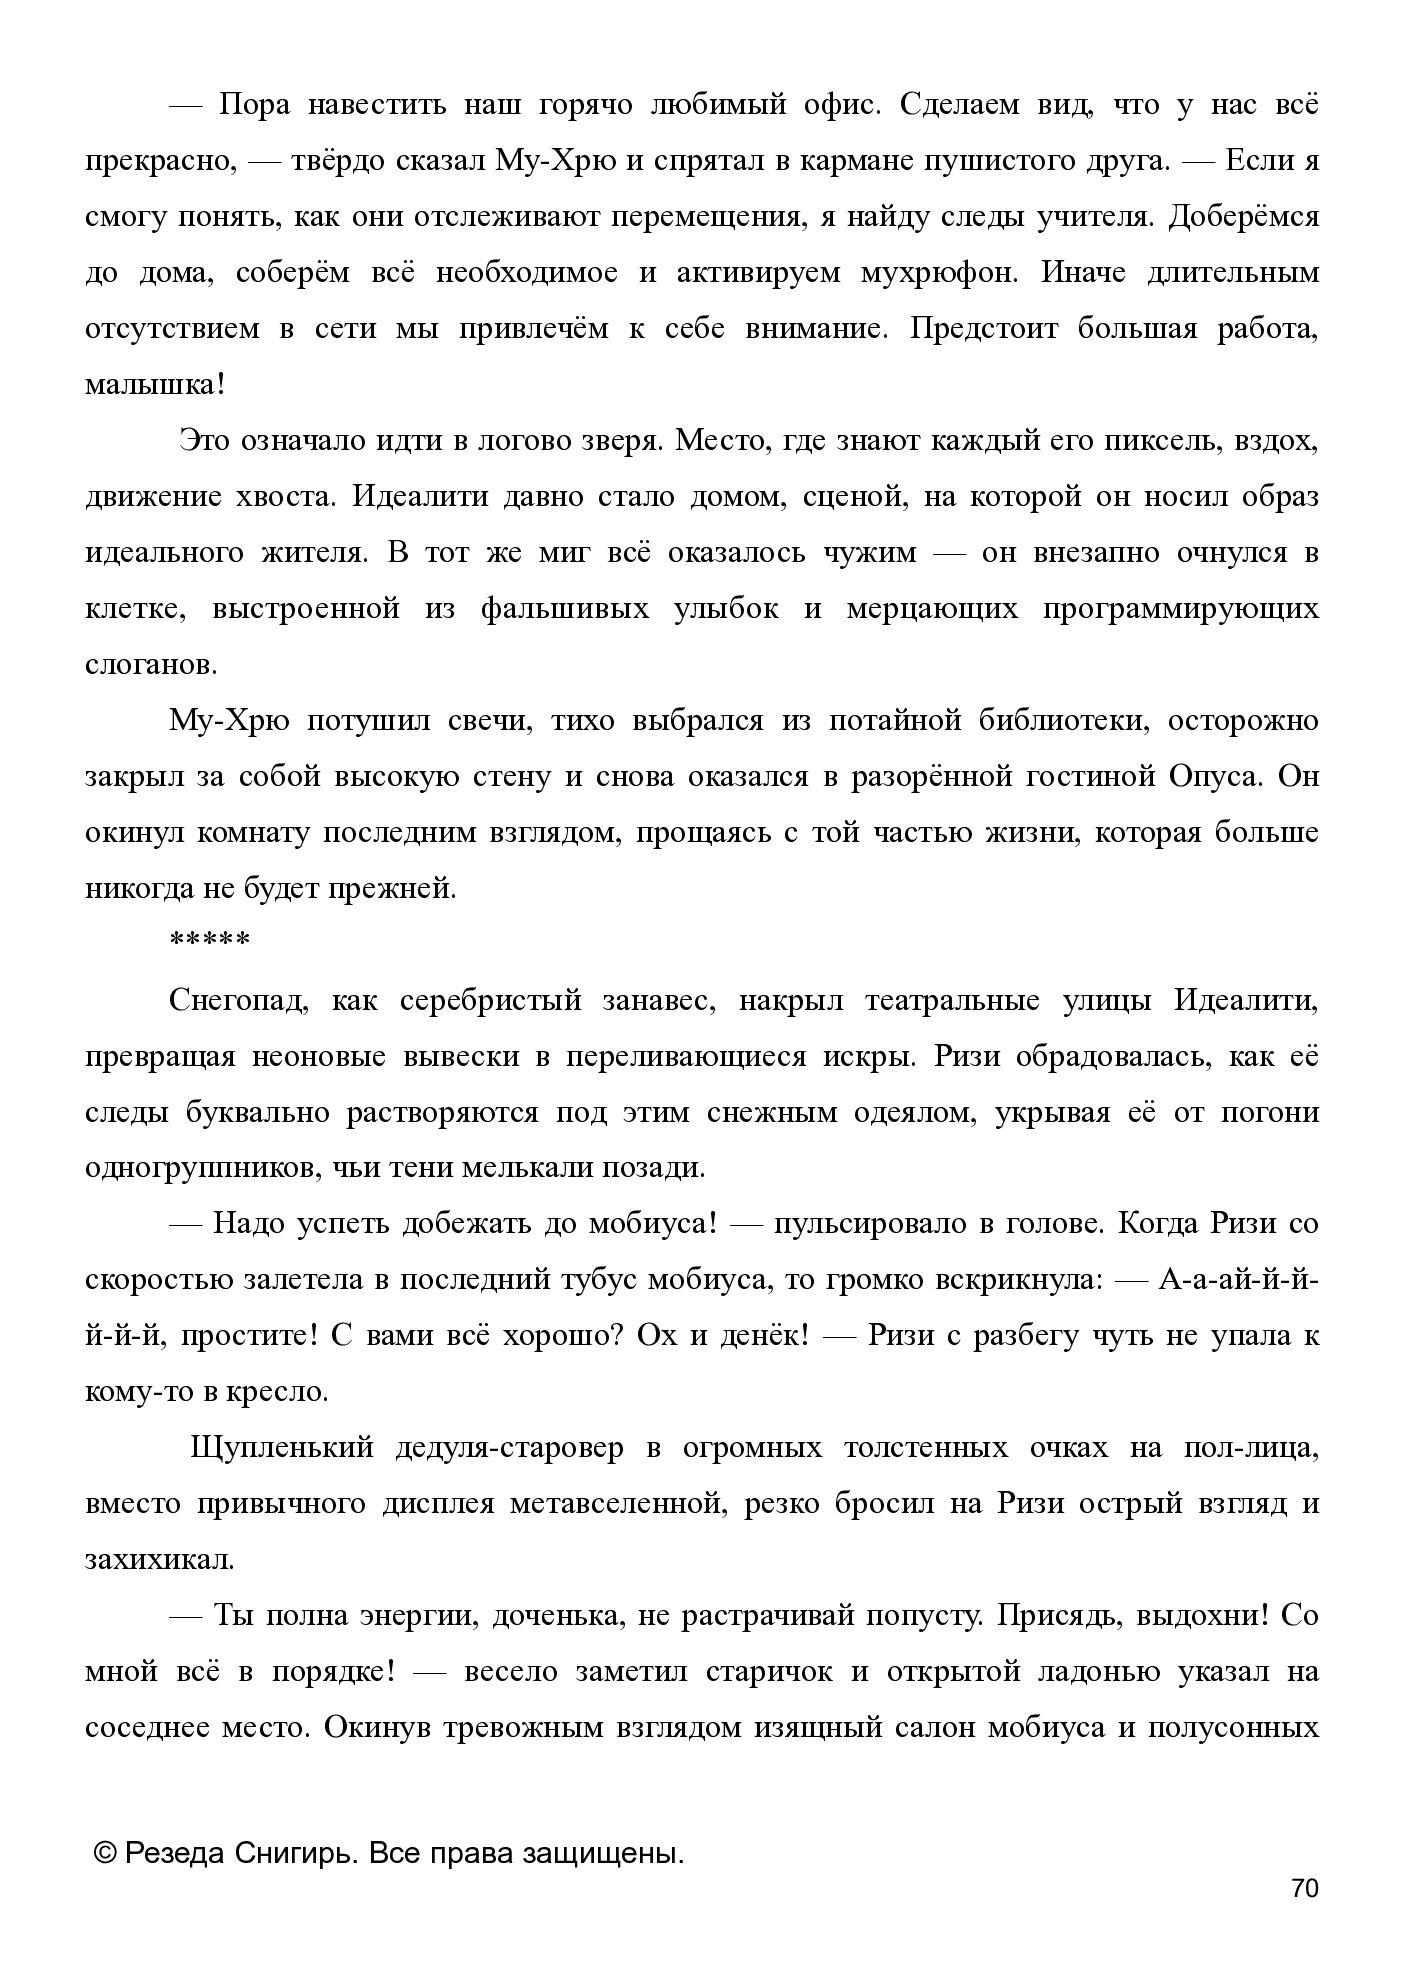 — Пора навестить наш горячо любимый офис. Сделаем вид, что у нас всё
прекрасно, — твёрдо сказал Му-Хрю и спрятал в кармане пушистого друга. — Если я
смогу понять, как они отслеживают перемещения, я найду следы учителя. Доберёмся
до дома, соберём всё необходимое и активируем мухрюфон. Иначе длительным
отсутствием в сети мы привлечём к себе внимание. Предстоит большая работа,
малышка!
Это означало идти в логово зверя. Место, где знают каждый его пиксель, вздох,
движение хвоста. Идеалити давно стало домом, сценой, на которой он носил образ
идеального жителя. В тот же миг всё оказалось чужим — он внезапно очнулся в
клетке, выстроенной из фальшивых улыбок и мерцающих программирующих
слоганов.
Му-Хрю потушил свечи, тихо выбрался из потайной библиотеки, осторожно
закрыл за собой высокую стену и снова оказался в разорённой гостиной Опуса. Он
окинул комнату последним взглядом, прощаясь с той частью жизни, которая больше
никогда не будет прежней.
*****
Снегопад, как серебристый занавес, накрыл театральные улицы Идеалити,
превращая неоновые вывески в переливающиеся искры. Ризи обрадовалась, как её
следы буквально растворяются под этим снежным одеялом, укрывая её от погони
одногруппников, чьи тени мелькали позади.
— Надо успеть добежать до мобиуса! — пульсировало в голове. Когда Ризи со
скоростью залетела в последний тубус мобиуса, то громко вскрикнула: — А-а-ай-й-й-
й-й-й, простите! С вами всё хорошо? Ох и денёк! — Ризи с разбегу чуть не упала к
кому-то в кресло.
Щупленький дедуля-старовер в огромных толстенных очках на пол-лица,
вместо привычного дисплея метавселенной, резко бросил на Ризи острый взгляд и
захихикал.
— Ты полна энергии, доченька, не растрачивай попусту. Присядь, выдохни! Со
мной всё в порядке! — весело заметил старичок и открытой ладонью указал на
соседнее место. Окинув тревожным взглядом изящный салон мобиуса и полусонных
© Резеда Снигирь. Все права защищены.
70